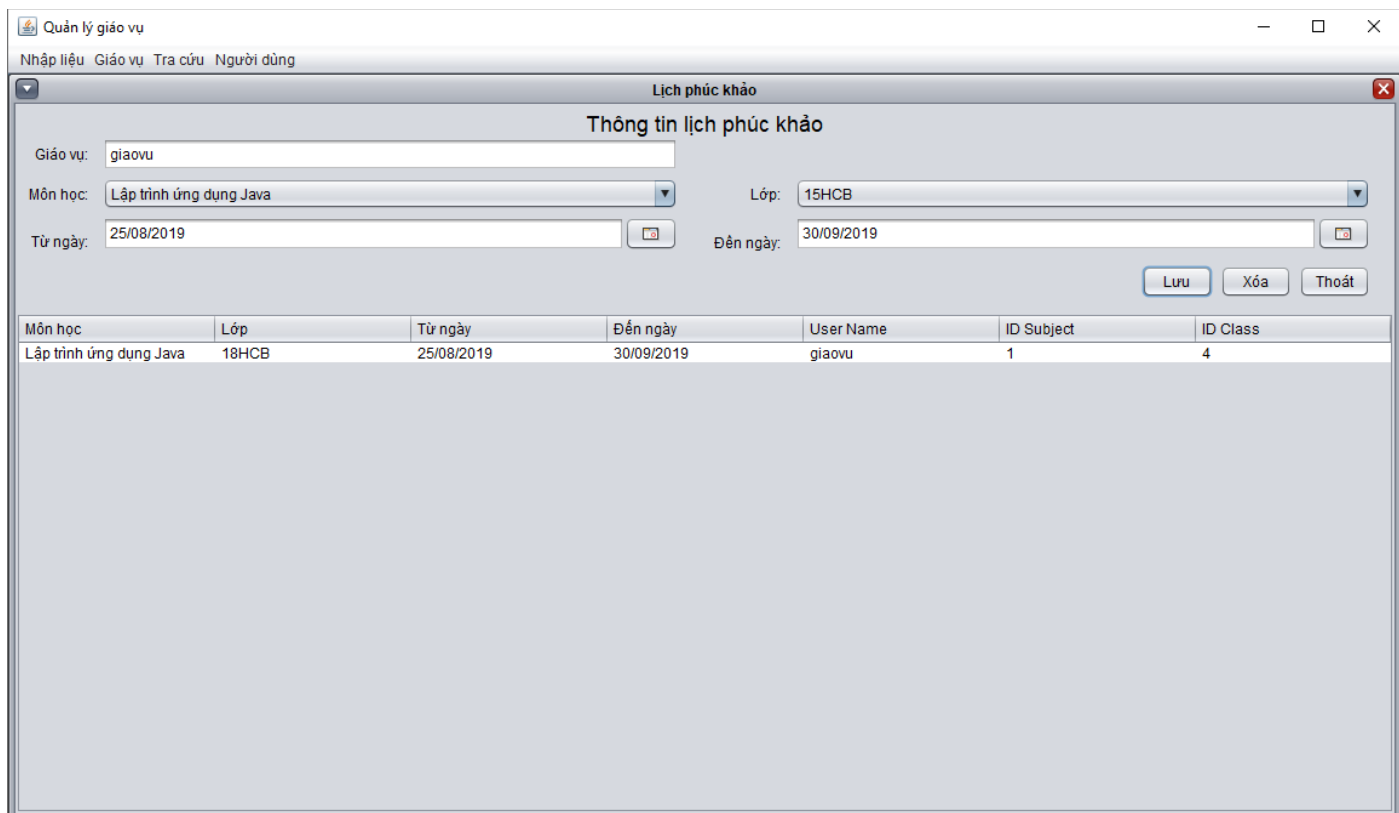 Quản lý giáo vụ
Nhập liệu Giáo vụ Tra cứu Người dùng
Lịch phúc khảo
Thông tin lịch phúc khảo
Giáo vụ: giaovu
Môn học: Lập trình ứng dụng Java Lớp: 15HCB
Từ ngày: 25/08/2019 Đến ngày: 30/09/2019
Lưu Xóa Thoát
Môn học Lớp Từ ngày Đến ngày User Name ID Subject ID Class
Lập trình ứng dụng Java 18HCB 25/08/2019 30/09/2019 giaovu 1 4